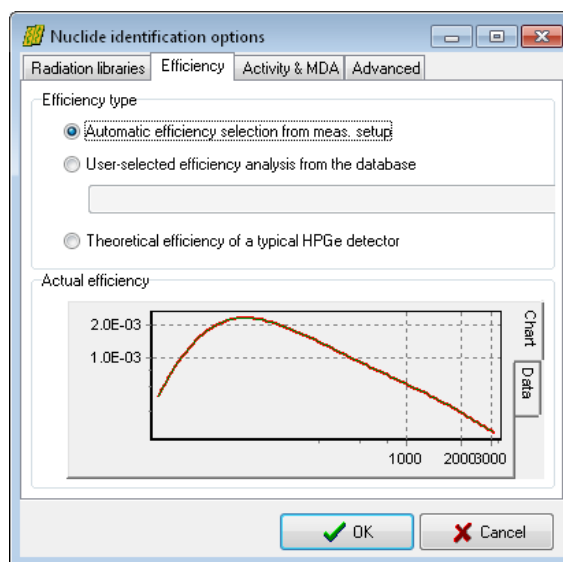 Nuclide identification options
Radiation libraries Efficiency Activity & MDA Advanced
Efficiency type
Automatic efficiency selection from meas. setup
User-selected efficiency analysis from the database
Theoretical efficiency of a typical HPGe detector
Actual efficiency
2.0E-03
1.0E-03
1000 2000 3000
Chart
Data
OK Cancel